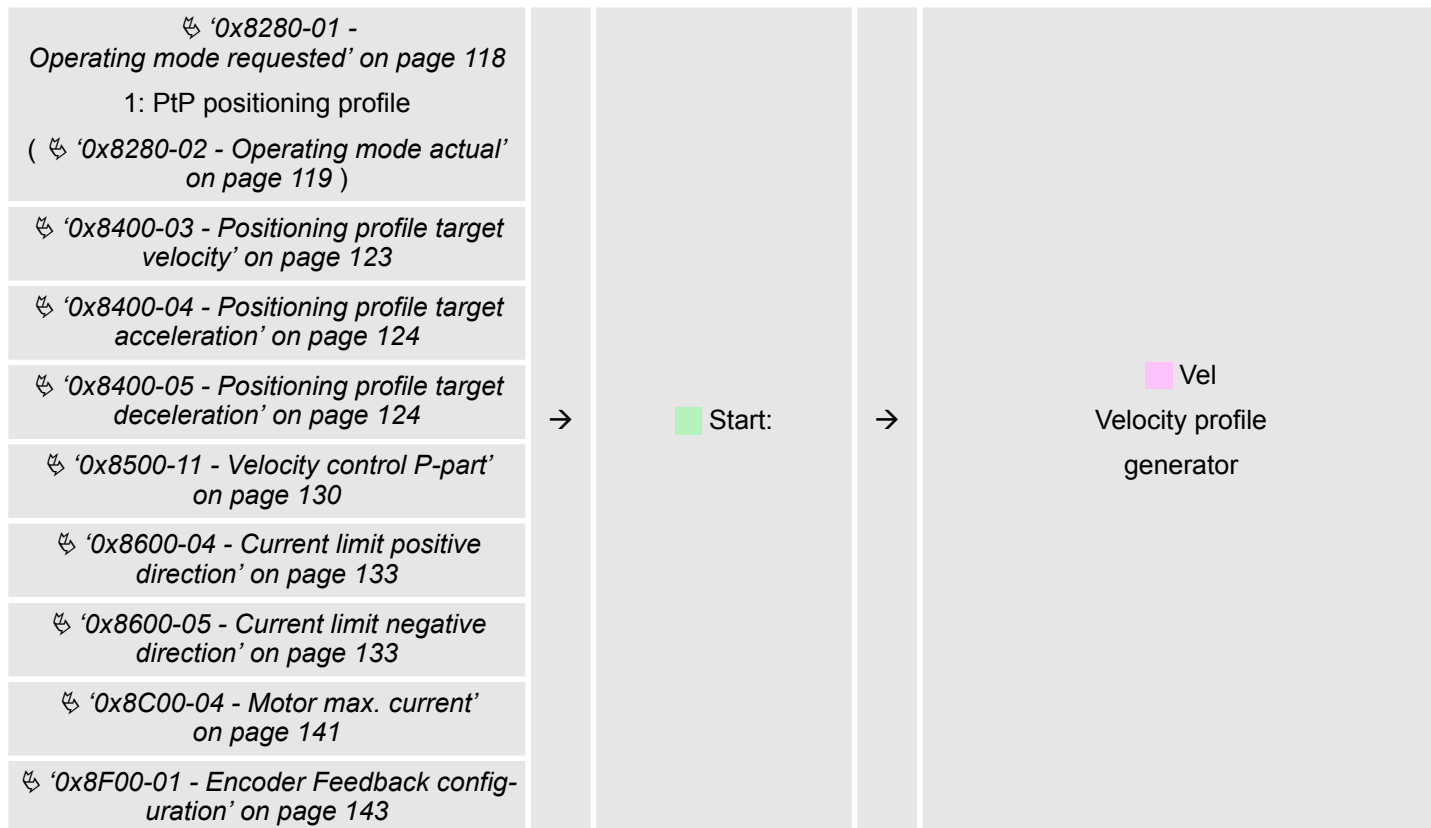 ↳ ‘0x8280-01 -
Operating mode requested’ on page 118
1: PtP positioning profile
( ↳ ‘0x8280-02 - Operating mode actual’
on page 119 )
↳ ‘0x8400-03 - Positioning profile target
velocity’ on page 123
↳ ‘0x8400-04 - Positioning profile target
acceleration’ on page 124
↳ ‘0x8400-05 - Positioning profile target
deceleration’ on page 124
↳ ‘0x8500-11 - Velocity control P-part’
on page 130
↳ ‘0x8600-04 - Current limit positive
direction’ on page 133
↳ ‘0x8600-05 - Current limit negative
direction’ on page 133
↳ ‘0x8C00-04 - Motor max. current’
on page 141
↳ ‘0x8F00-01 - Encoder Feedback config-
uration’ on page 143
→
Start:
→
Vel
Velocity profile
generator